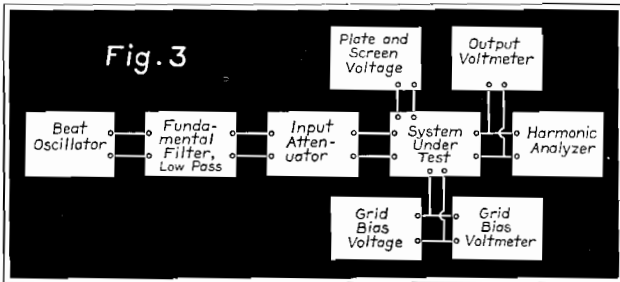 Fig. 3
Plate and
Screen
Voltage
Output
Voltmeter
Beat
Oscillator
Funda-
mental
Filter,
Low Pass
Input
Atten-
uator
System
Under
Test
Harmonic
Analyzer
Grid
Bias
Voltage
Grid
Bias
Voltmeter